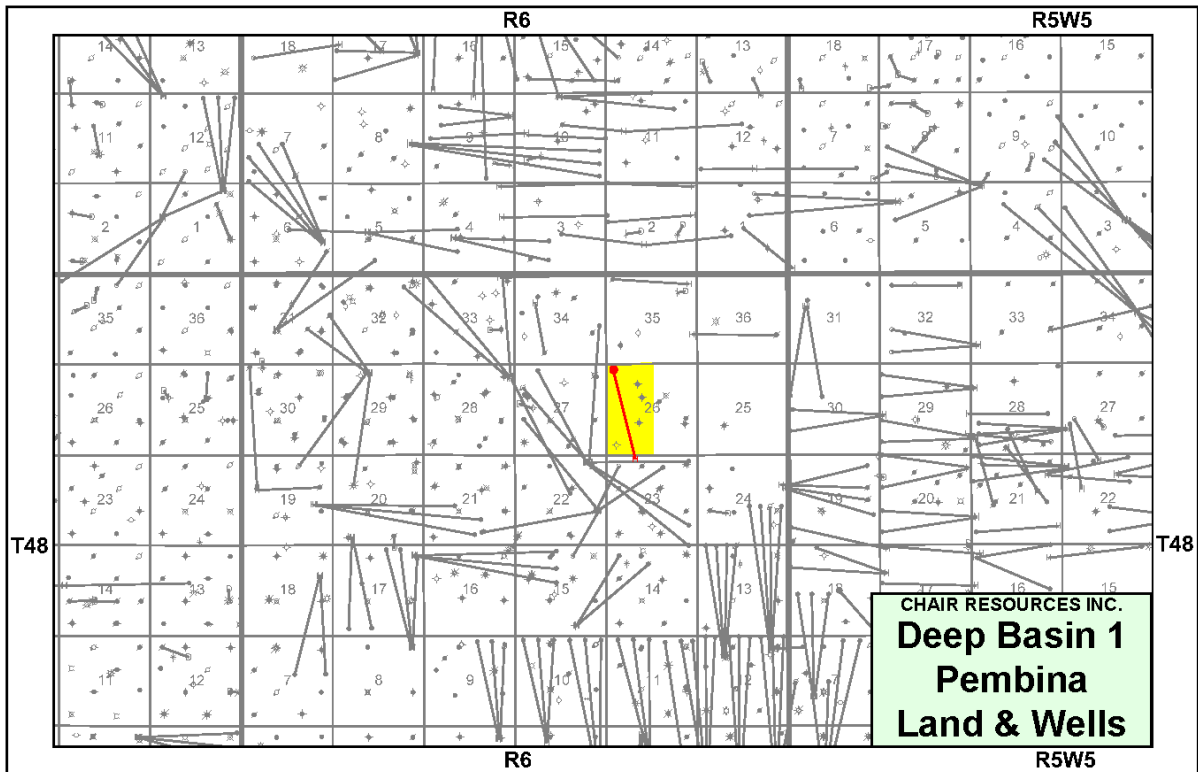 R6 R5W5
14 13 18 17 16 15 14 13 18 17 16 15
11 12 7 8 9 10 11 12 7 8 9 10
2 1 6 5 4 3 2 1 6 5 4 3
35 36 31 32 33 34 35 36 31 32 33 34
26 25 30 29 28 27 26 25 30 29 28 27
23 24 19 20 21 22 23 24 19 20 21 22
T48 T48
14 13 18 17 16 15 14 13 18 16 15
CHAIR RESOURCES INC.
Deep Basin 1
Pembina
Land & Wells
11 12 7 8 9 10 11 12 7
R6 R5W5